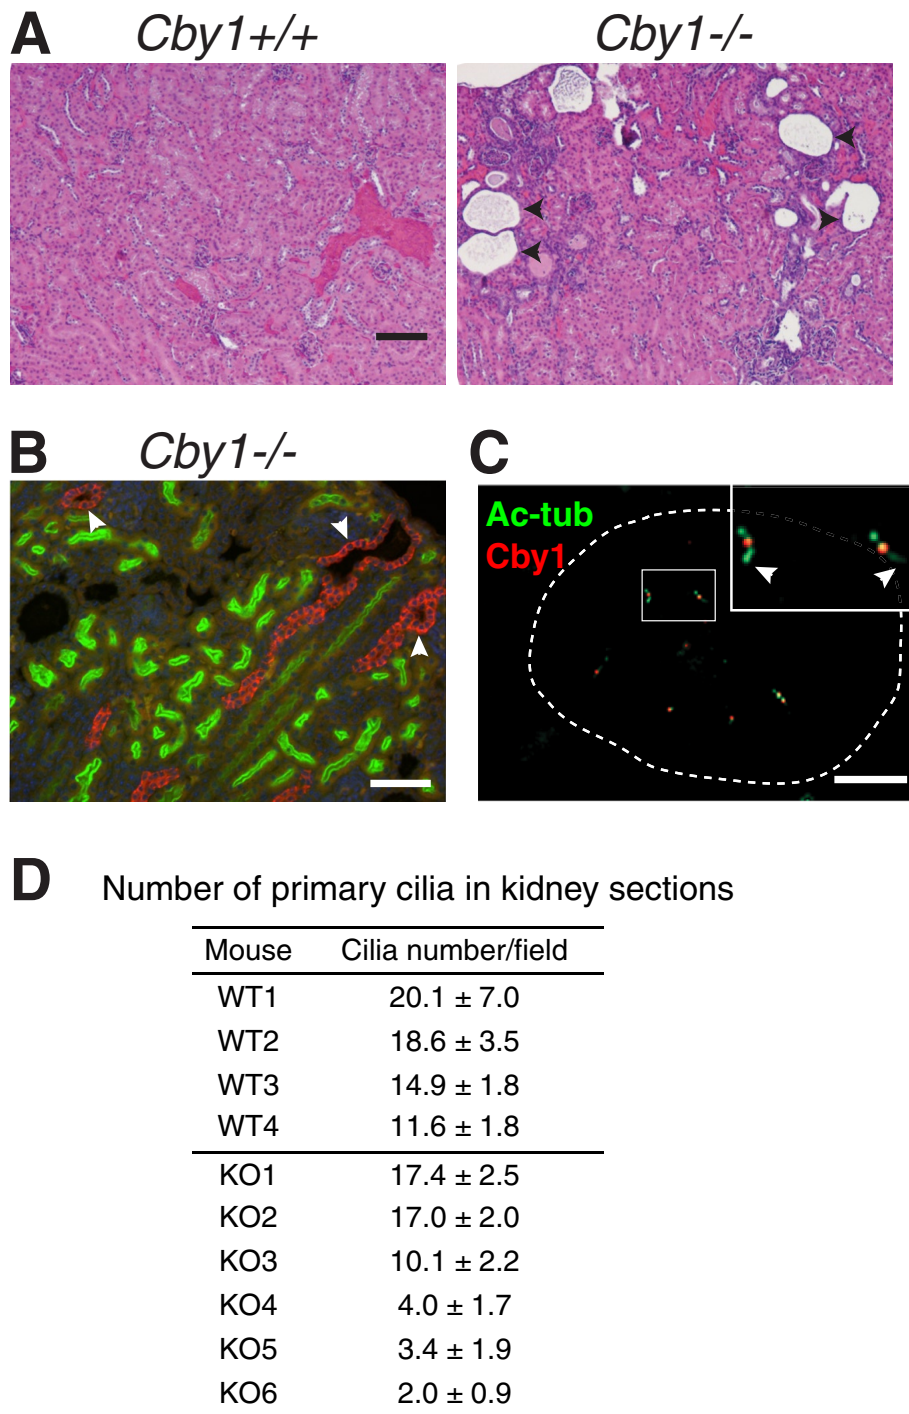 A
Cby1+/+
Cby1-/-
B
Cby1-/-
C
Ac-tub
Cby1
D
Number of primary cilia in kidney sections
Mouse Cilia number/field
WT1 20.1 ± 7.0
WT2 18.6 ± 3.5
WT3 14.9 ± 1.8
WT4 11.6 ± 1.8
KO1 17.4 ± 2.5
KO2 17.0 ± 2.0
KO3 10.1 ± 2.2
KO4 4.0 ± 1.7
KO5 3.4 ± 1.9
KO6 2.0 ± 0.9